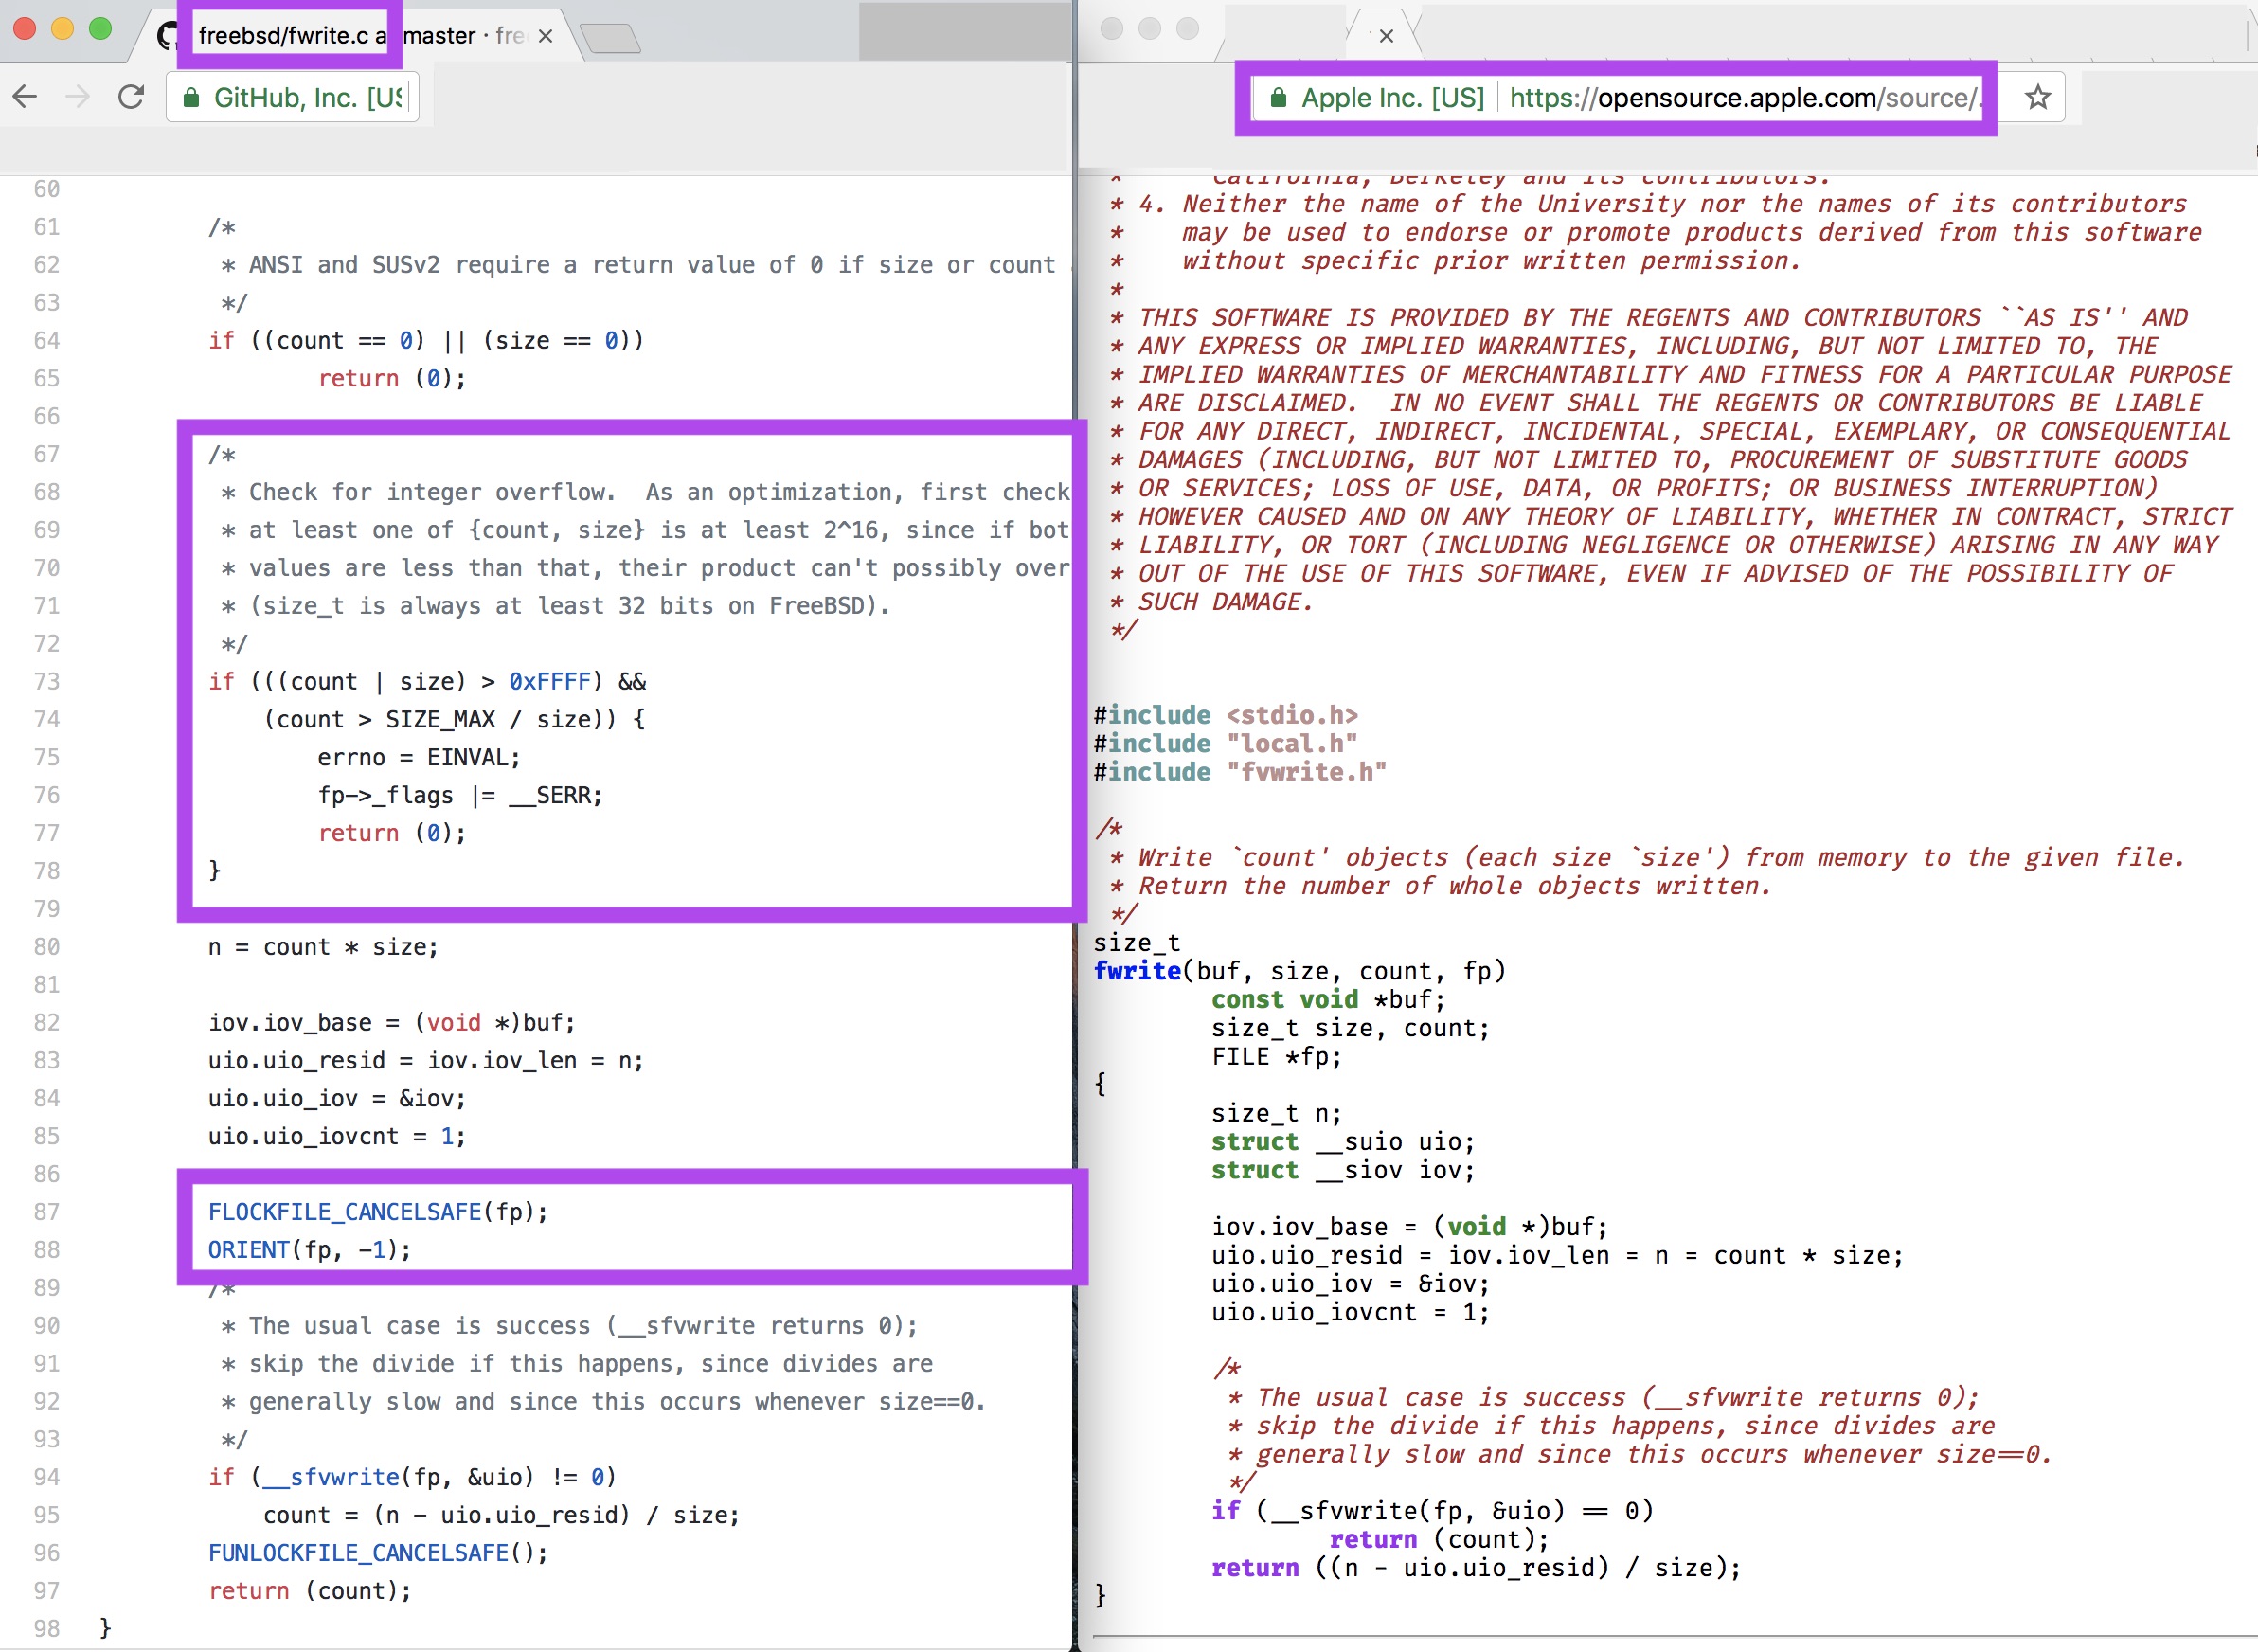 freebsd/fwrite.c a master · fre
GitHub, Inc. [US
60
61 /*
62 * ANSI and SUSv2 require a return value of 0 if size or count
63 */
64 if ((count == 0) || (size == 0))
65 return (0);
66
67 /*
68 * Check for integer overflow.  As an optimization, first check
69 * at least one of {count, size} is at least 2^16, since if bot
70 * values are less than that, their product can't possibly over
71 * (size_t is always at least 32 bits on FreeBSD).
72 */
73 if (((count | size) > 0xFFFF) &&
74 (count > SIZE_MAX / size)) {
75 errno = EINVAL;
76 fp->_flags |= __SERR;
77 return (0);
78 }
79
80 n = count * size;
81
82 iov.iov_base = (void *)buf;
83 uio.uio_resid = iov.iov_len = n;
84 uio.uio_iov = &iov;
85 uio.uio_iovcnt = 1;
86
87 FLOCKFILE_CANCELSAFE(fp);
88 ORIENT(fp, -1);
89 /*
90 * The usual case is success (__sfvwrite returns 0);
91 * skip the divide if this happens, since divides are
92 * generally slow and since this occurs whenever size==0.
93 */
94 if (__sfvwrite(fp, &uio) != 0)
95 count = (n - uio.uio_resid) / size;
96 FUNLOCKFILE_CANCELSAFE();
97 return (count);
98 }
Apple Inc. [US] https://opensource.apple.com/source/.
* California, Berkeley and its contributors.
* 4. Neither the name of the University nor the names of its contributors
* may be used to endorse or promote products derived from this software
* without specific prior written permission.
*
* THIS SOFTWARE IS PROVIDED BY THE REGENTS AND CONTRIBUTORS ``AS IS'' AND
* ANY EXPRESS OR IMPLIED WARRANTIES, INCLUDING, BUT NOT LIMITED TO, THE
* IMPLIED WARRANTIES OF MERCHANTABILITY AND FITNESS FOR A PARTICULAR PURPOSE
* ARE DISCLAIMED.  IN NO EVENT SHALL THE REGENTS OR CONTRIBUTORS BE LIABLE
* FOR ANY DIRECT, INDIRECT, INCIDENTAL, SPECIAL, EXEMPLARY, OR CONSEQUENTIAL
* DAMAGES (INCLUDING, BUT NOT LIMITED TO, PROCUREMENT OF SUBSTITUTE GOODS
* OR SERVICES; LOSS OF USE, DATA, OR PROFITS; OR BUSINESS INTERRUPTION)
* HOWEVER CAUSED AND ON ANY THEORY OF LIABILITY, WHETHER IN CONTRACT, STRICT
* LIABILITY, OR TORT (INCLUDING NEGLIGENCE OR OTHERWISE) ARISING IN ANY WAY
* OUT OF THE USE OF THIS SOFTWARE, EVEN IF ADVISED OF THE POSSIBILITY OF
* SUCH DAMAGE.
*/
#include <stdio.h>
#include "local.h"
#include "fvwrite.h"
/*
* Write `count' objects (each size `size') from memory to the given file.
* Return the number of whole objects written.
*/
size_t
fwrite(buf, size, count, fp)
const void *buf;
size_t size, count;
FILE *fp;
{
size_t n;
struct __suio uio;
struct __siov iov;
iov.iov_base = (void *)buf;
uio.uio_resid = iov.iov_len = n = count * size;
uio.uio_iov = &iov;
uio.uio_iovcnt = 1;
/*
* The usual case is success (__sfvwrite returns 0);
* skip the divide if this happens, since divides are
* generally slow and since this occurs whenever size==0.
*/
if (__sfvwrite(fp, &uio) == 0)
return (count);
return ((n - uio.uio_resid) / size);
}